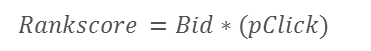 Rankscore = Bid * (pClick)